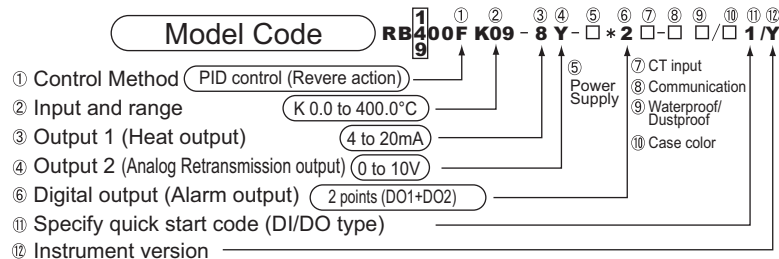 ① ② ③ ④ ⑤ ⑥ ⑦ ⑧ ⑨ ⑩ ⑪ ⑫
Model Code
RB 1 4 9 00F K09 - 8 Y - □ * 2 □ - □ □ / □ 1 /Y
① Control Method PID control (Revere action)
② Input and range K 0.0 to 400.0°C
③ Output 1 (Heat output) 4 to 20mA
④ Output 2 (Analog Retransmission output) 0 to 10V
⑥ Digital output (Alarm output) 2 points (DO1+DO2)
⑪ Specify quick start code (DI/DO type)
⑫ Instrument version
⑤ Power
Supply
⑦ CT input
⑧ Communication
⑨ Waterproof/
Dustproof
⑩ Case color